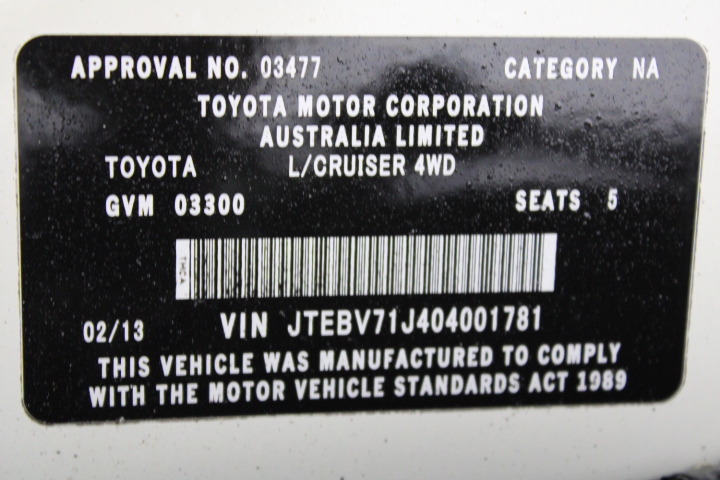 APPROVAL NO. 03477 CATEGORY NA
TOYOTA MOTOR CORPORATION
AUSTRALIA LIMITED
TOYOTA L/CRUISER 4WD
GVM 03300 SEATS 5
TMCA
02/13 VIN JTEBV71J404001781
THIS VEHICLE WAS MANUFACTURED TO COMPLY
WITH THE MOTOR VEHICLE STANDARDS ACT 1989